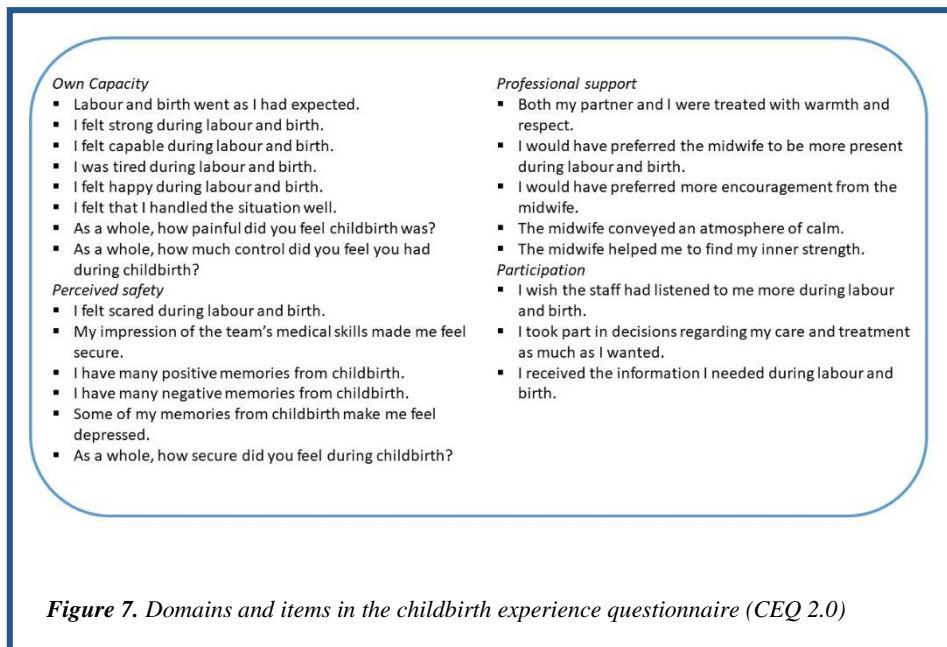 Own Capacity
▪ Labour and birth went as I had expected.
▪ I felt strong during labour and birth.
▪ I felt capable during labour and birth.
▪ I was tired during labour and birth.
▪ I felt happy during labour and birth.
▪ I felt that I handled the situation well.
▪ As a whole, how painful did you feel childbirth was?
▪ As a whole, how much control did you feel you had
during childbirth?
Perceived safety
▪ I felt scared during labour and birth.
▪ My impression of the team's medical skills made me feel
secure.
▪ I have many positive memories from childbirth.
▪ I have many negative memories from childbirth.
▪ Some of my memories from childbirth make me feel
depressed.
▪ As a whole, how secure did you feel during childbirth?
Professional support
▪ Both my partner and I were treated with warmth and
respect.
▪ I would have preferred the midwife to be more present
during labour and birth.
▪ I would have preferred more encouragement from the
midwife.
▪ The midwife conveyed an atmosphere of calm.
▪ The midwife helped me to find my inner strength.
Participation
▪ I wish the staff had listened to me more during labour
and birth.
▪ I took part in decisions regarding my care and treatment
as much as I wanted.
▪ I received the information I needed during labour and
birth.
Figure 7. Domains and items in the childbirth experience questionnaire (CEQ 2.0)